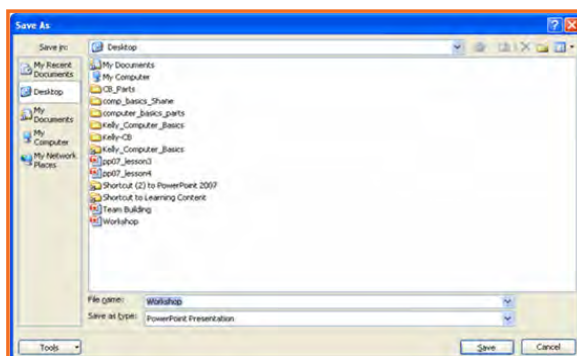 Save As
Save in:
Desktop
My Recent
Documents
Desktop
My
Documents
My
Computer
My Network
Places
My Documents
My Computer
CB_Parts
comp_basics_Shane
computer_basics_parts
Kelly_Computer_Basics
Kelly-CB
Kelly_Computer_Basics
pp07_lesson3
pp07_lesson4
Shortcut (2) to PowerPoint 2007
Shortcut to Learning Content
Team Building
Workshop
File name:
Workshop
Save as type:
PowerPoint Presentation
Tools
Save
Cancel